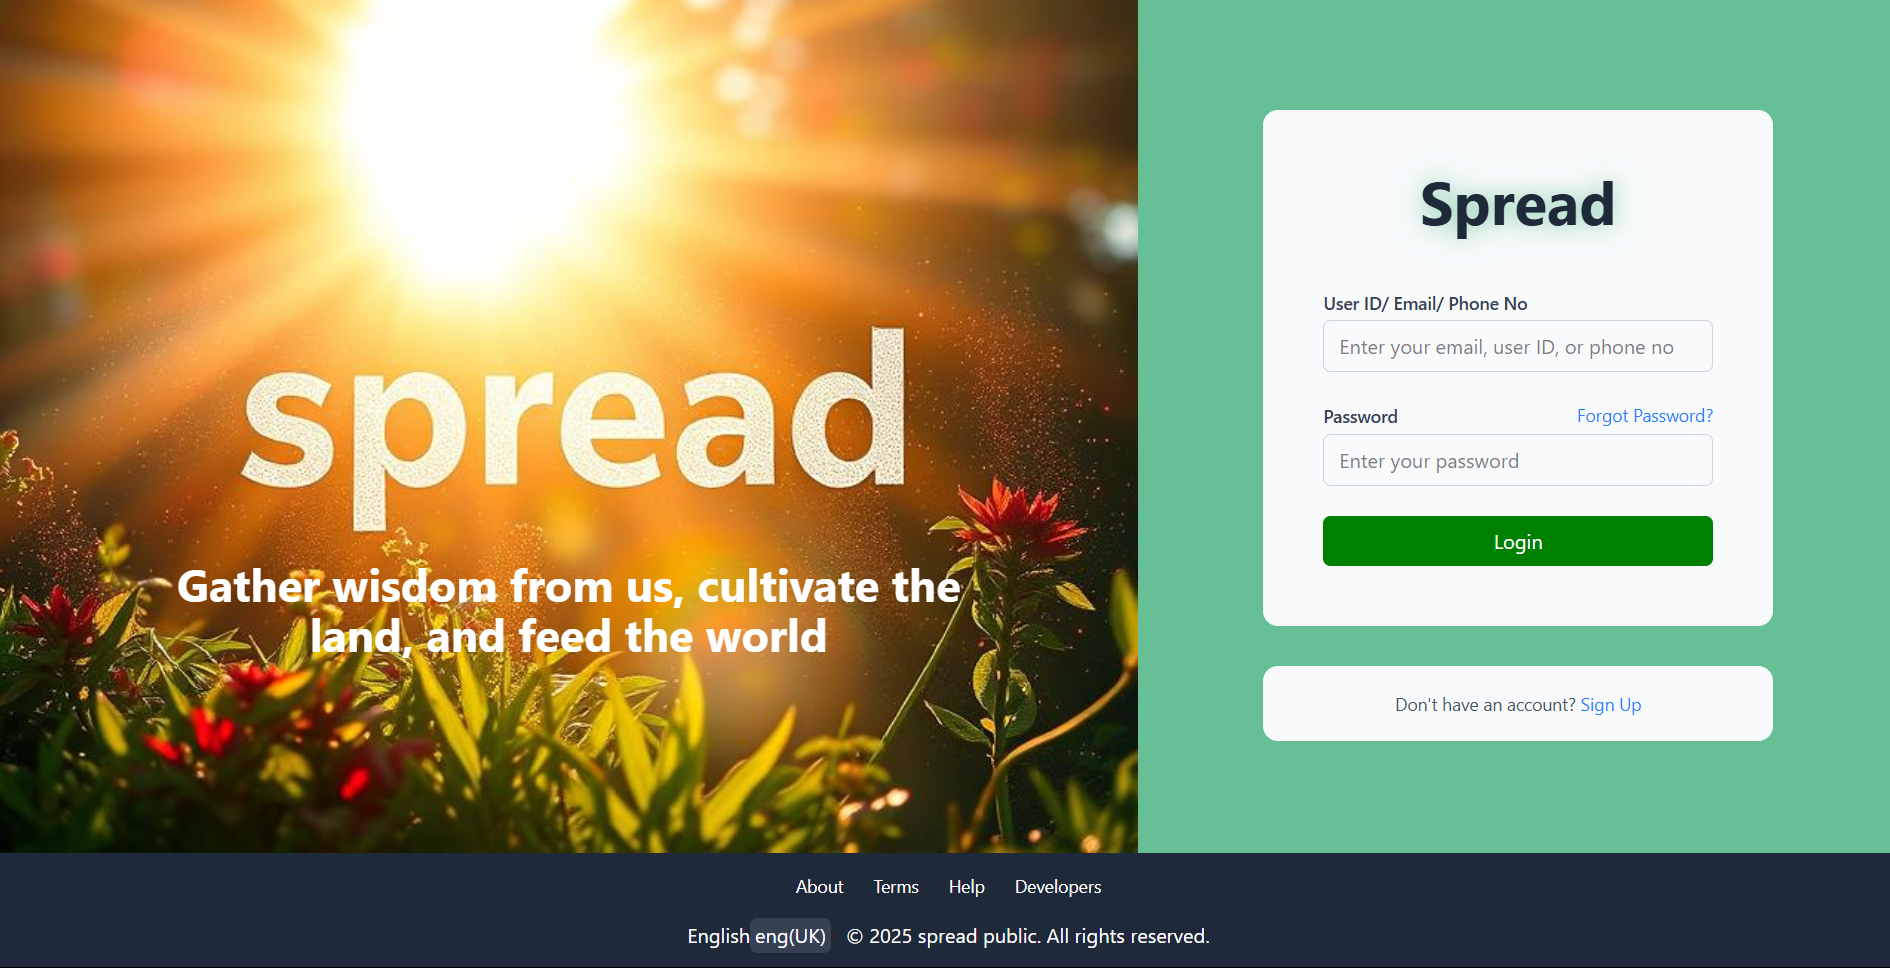 spread
Gather wisdom from us, cultivate the
land, and feed the world
Spread
User ID/ Email/ Phone No
Enter your email, user ID, or phone no
Password Forgot Password?
Enter your password
Login
Don't have an account? Sign Up
About Terms Help Developers
English eng(UK) © 2025 spread public. All rights reserved.